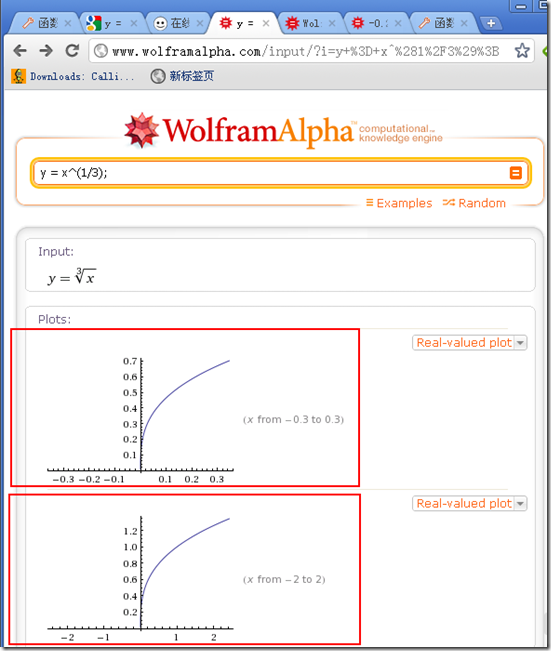 函数 y = 在线 y = Wol -0. 函数
www.wolframalpha.com/input/?i=y+%3D+x^%281%2F3%29%3B
Downloads: Calli... 新标签页
WolframAlpha computational... knowledge engine
y = x^(1/3);
Examples Random
Input:
y = ∛x
Plots:
Real-valued plot
0.7
0.6
0.5
0.4
0.3
0.2
0.1
(x from −0.3 to 0.3)
−0.3 −0.2 −0.1 0.1 0.2 0.3
Real-valued plot
1.2
1.0
0.8
0.6
0.4
0.2
(x from −2 to 2)
−2 −1 1 2